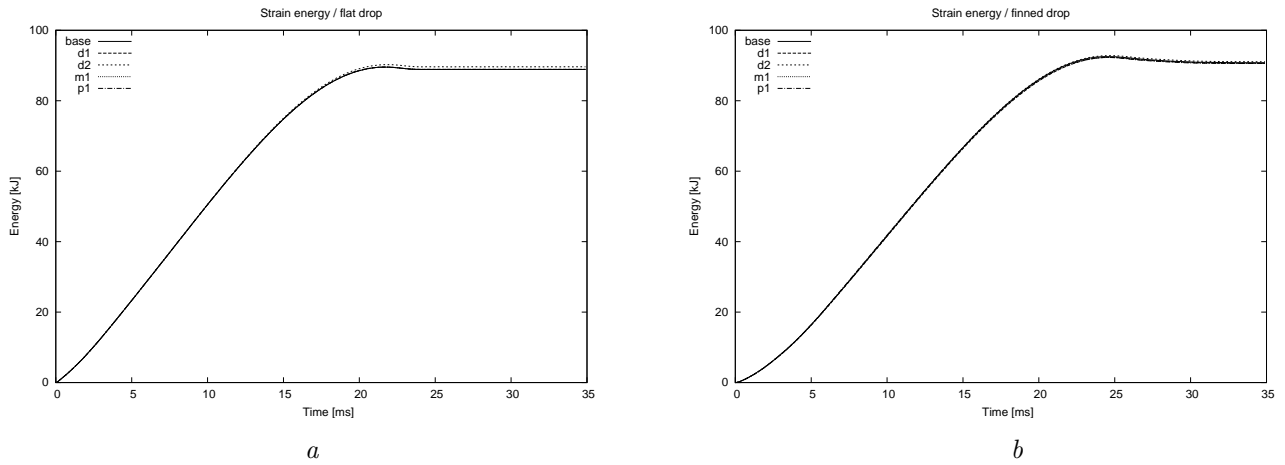 Strain energy / flat drop
100
80
60
40
20
0
Energy [kJ]
base
d1
d2
m1
p1
0 5 10 15 20 25 30 35
Time [ms]
a
Strain energy / finned drop
100
80
60
40
20
0
Energy [kJ]
base
d1
d2
m1
p1
0 5 10 15 20 25 30 35
Time [ms]
b